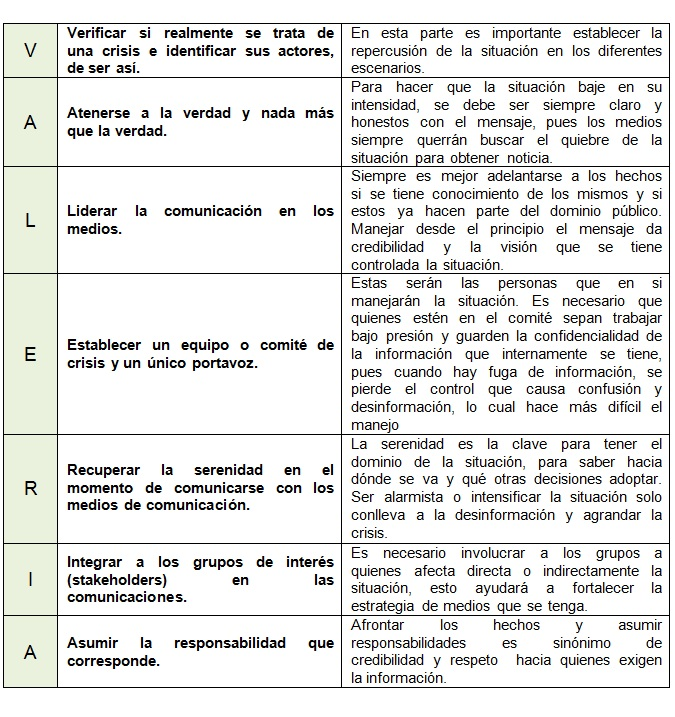 V
Verificar si realmente se trata de
una crisis e identificar sus actores,
de ser así.
En esta parte es importante establecer la
repercusión de la situación en los diferentes
escenarios.
A
Atenerse a la verdad y nada más
que la verdad.
Para hacer que la situación baje en su
intensidad, se debe ser siempre claro y
honestos con el mensaje, pues los medios
siempre querrán buscar el quiebre de la
situación para obtener noticia.
L
Liderar la comunicación en los
medios.
Siempre es mejor adelantarse a los hechos
si se tiene conocimiento de los mismos y si
estos ya hacen parte del dominio público.
Manejar desde el principio el mensaje da
credibilidad y la visión que se tiene
controlada la situación.
E
Establecer un equipo o comité de
crisis y un único portavoz.
Estas serán las personas que en si
manejarán la situación. Es necesario que
quienes estén en el comité sepan trabajar
bajo presión y guarden la confidencialidad de
la información que internamente se tiene,
pues cuando hay fuga de información, se
pierde el control que causa confusión y
desinformación, lo cual hace más difícil el
manejo
R
Recuperar la serenidad en el
momento de comunicarse con los
medios de comunicación.
La serenidad es la clave para tener el
dominio de la situación, para saber hacia
dónde se va y qué otras decisiones adoptar.
Ser alarmista o intensificar la situación solo
conlleva a la desinformación y agrandar la
crisis.
I
Integrar a los grupos de interés
(stakeholders) en las
comunicaciones.
Es necesario involucrar a los grupos a
quienes afecta directa o indirectamente la
situación, esto ayudará a fortalecer la
estrategia de medios que se tenga.
A
Asumir la responsabilidad que
corresponde.
Afrontar los hechos y asumir
responsabilidades es sinónimo de
credibilidad y respeto hacia quienes exigen
la información.